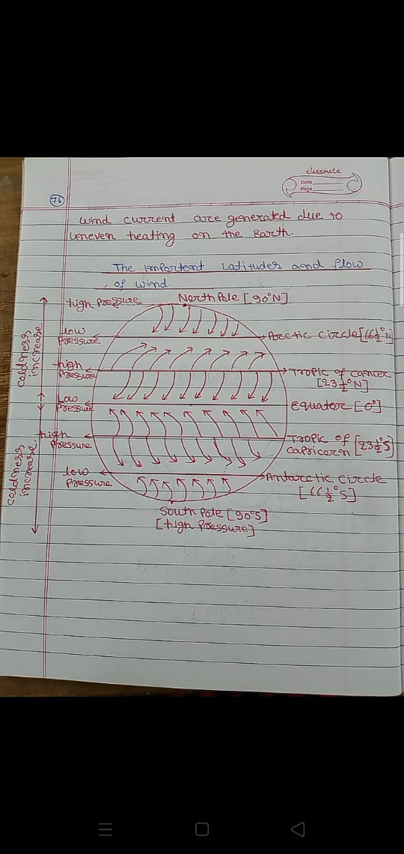 classmate
Date
Page
76
wind current are generated due to
uneven heating on the Earth.
The important Latitudes and flow
of wind.
high Pressure North Pole [90°N]
low Pressure Arctic circle [66½°N]
high Pressure Tropic of cancer [23½°N]
Low Pressure equator [0°]
high Pressure Tropic of capricorn [23½°S]
low Pressure Antarctic circle [66½°S]
South Pole [90°S]
[high Pressure]
coldness increase
coldness increase